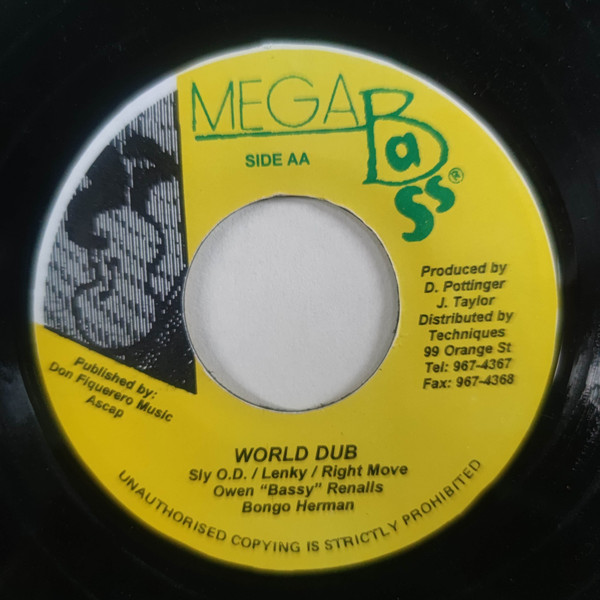 MEGA Bass®
SIDE AA
Produced by
D. Pottinger
J. Taylor
Distributed by
Techniques
99 Orange St
Tel: 967-4367
Fax: 967-4368
Published by:
Don Figuerero Music
Ascap
WORLD DUB
Sly O.D. / Lenky / Right Move
Owen "Bassy" Renalls
Bongo Herman
UNAUTHORISED COPYING IS STRICTLY PROHIBITED